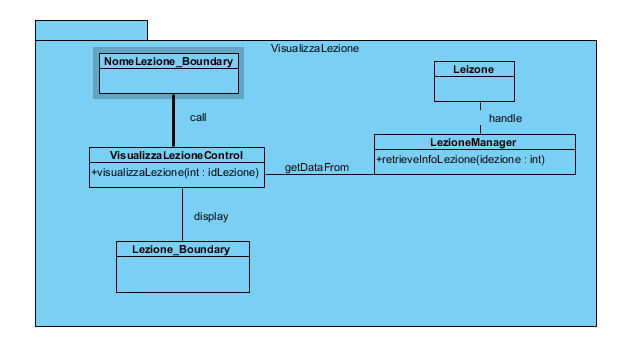 VisualizzaLezione
NomeLezione_Boundary
Leizone
call
handle
LezioneManager
+retrieveInfoLezione(idezione : int)
VisualizzaLezioneControl
+visualizzaLezione(int : idLezione)
getDataFrom
display
Lezione_Boundary